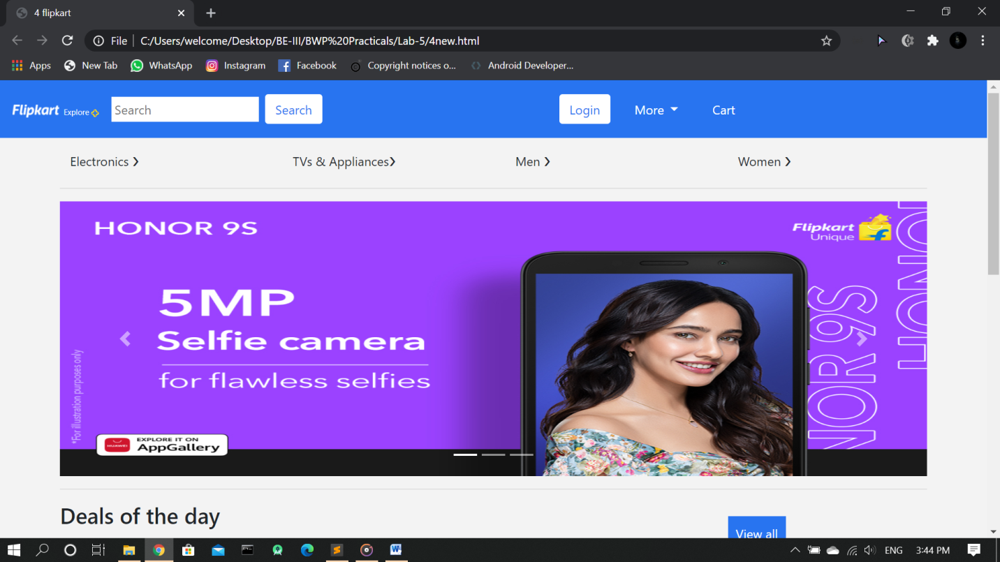 4 flipkart
File C:/Users/welcome/Desktop/BE-III/BWP%20Practicals/Lab-5/4new.html
Apps New Tab WhatsApp Instagram Facebook Copyright notices o... Android Developer...
Flipkart Explore Search Search Login More Cart
Electronics TVs & Appliances Men Women
HONOR 9S
Flipkart
Unique
5MP
Selfie camera
for flawless selfies
*For illustration purposes only
HUAWEI
EXPLORE IT ON
AppGallery
HONOR 9S
HONOR
Deals of the day
View all
ENG 3:44 PM